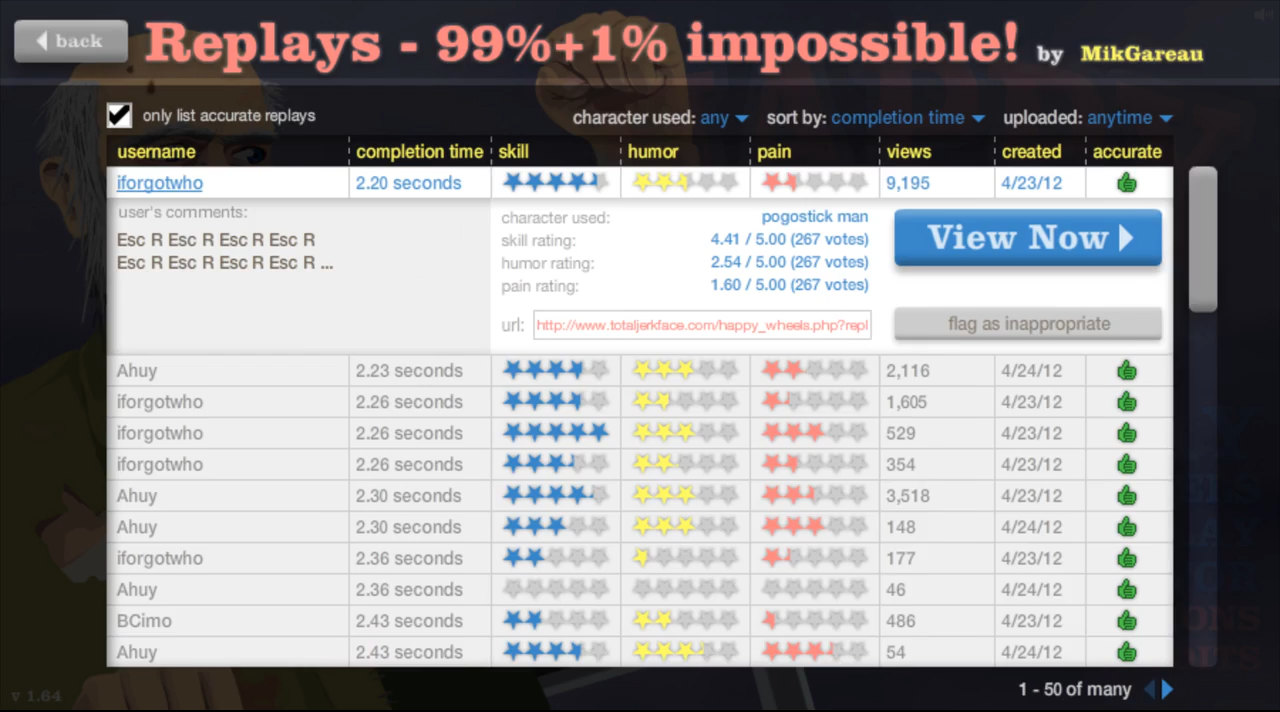 back
Replays - 99%+1% impossible! by MikGareau
only list accurate replays
character used: any sort by: completion time uploaded: anytime
username completion time skill humor pain views created accurate
iforgotwho 2.20 seconds 9,195 4/23/12
user's comments:
Esc R Esc R Esc R Esc R
Esc R Esc R Esc R Esc R ...
character used: pogostick man
skill rating: 4.41 / 5.00 (267 votes)
humor rating: 2.54 / 5.00 (267 votes)
pain rating: 1.60 / 5.00 (267 votes)
url: http://www.totaljerkface.com/happy_wheels.php?repl
View Now
flag as inappropriate
Ahuy 2.23 seconds 2,116 4/24/12
iforgotwho 2.26 seconds 1,605 4/23/12
iforgotwho 2.26 seconds 529 4/23/12
iforgotwho 2.26 seconds 354 4/23/12
Ahuy 2.30 seconds 3,518 4/24/12
Ahuy 2.30 seconds 148 4/24/12
iforgotwho 2.36 seconds 177 4/23/12
Ahuy 2.36 seconds 46 4/24/12
BCimo 2.43 seconds 486 4/23/12
Ahuy 2.43 seconds 54 4/24/12
1 - 50 of many
v 1.64